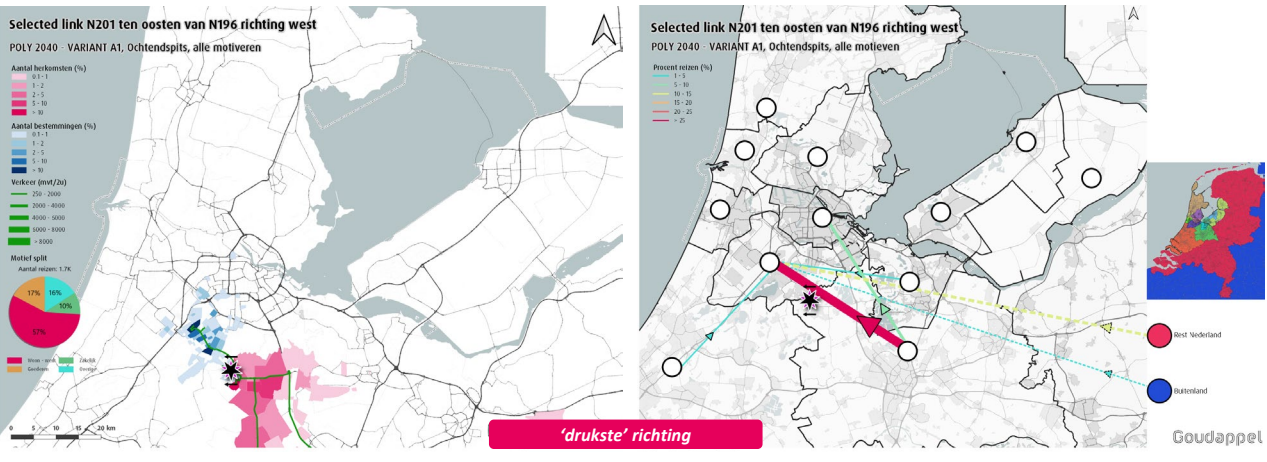 Selected link N201 ten oosten van N196 richting west
POLY 2040 - VARIANT A1, Ochtendspits, alle motiveren
Aantal herkomsten (%)
0.1 - 1
1 - 2
2 - 5
5 - 10
> 10
Aantal bestemmingen (%)
0.1 - 1
1 - 2
2 - 5
5 - 10
> 10
Verkeer (mvt/2u)
250 - 2000
2000 - 4000
4000 - 6000
6000 - 8000
> 8000
Motief split
Aantal reizen: 1.7K
17%
16%
10%
57%
Woon - werk
Zakelijk
Goederen
Overige
0 5 10 15 20 km
Selected link N201 ten oosten van N196 richting west
POLY 2040 - VARIANT A1, Ochtendspits, alle motieven
Procent reizen (%)
1 - 5
5 - 10
10 - 15
15 - 20
20 - 25
> 25
Rest Nederland
Buitenland
'drukste' richting
Goudappel